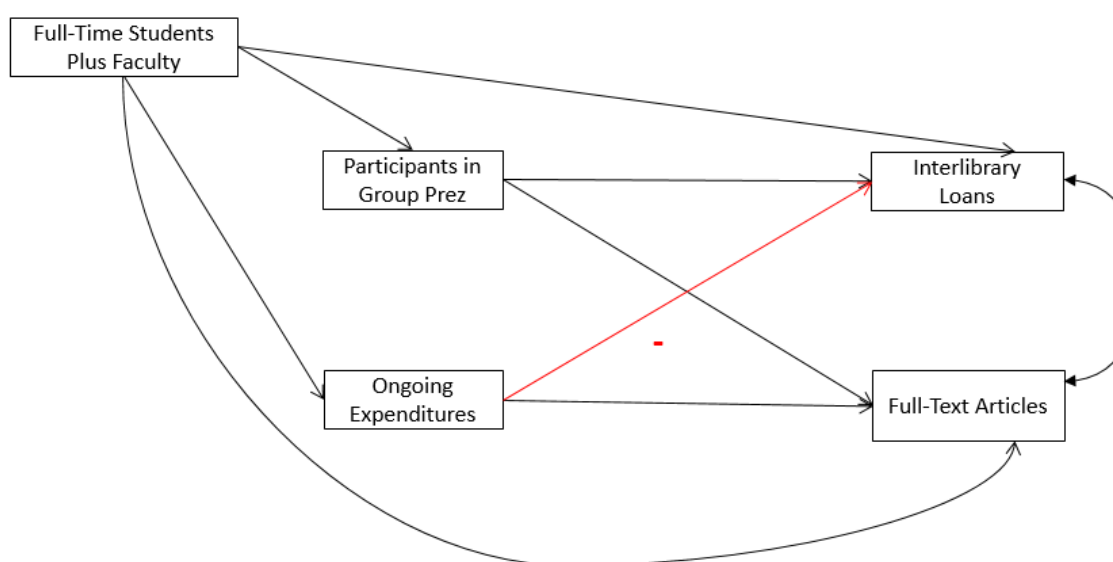 Full-Time Students
Plus Faculty
Participants in
Group Prez
Interlibrary
Loans
-
Ongoing
Expenditures
Full-Text Articles